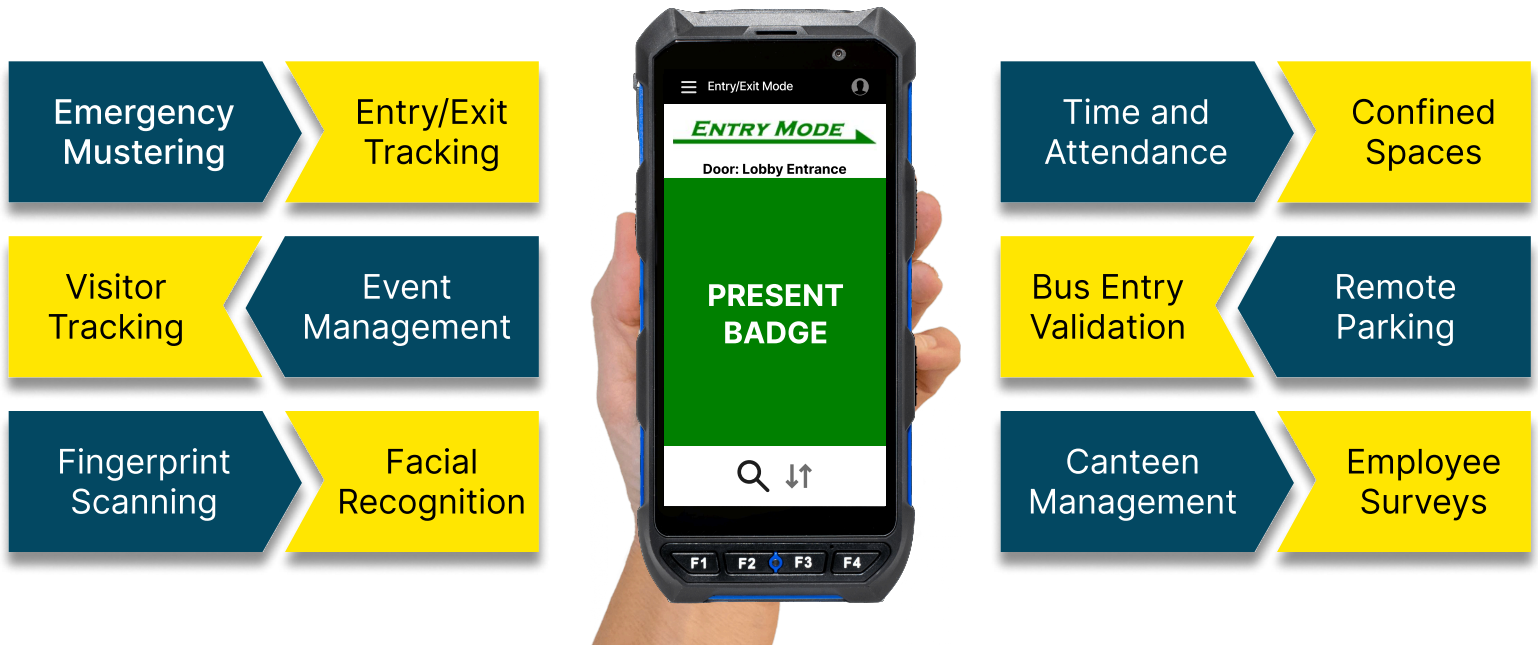 Emergency
Mustering
Entry/Exit
Tracking
Visitor
Tracking
Event
Management
Fingerprint
Scanning
Facial
Recognition
Entry/Exit Mode
ENTRY MODE
Door: Lobby Entrance
PRESENT
BADGE
F1 F2 F3 F4
Time and
Attendance
Confined
Spaces
Bus Entry
Validation
Remote
Parking
Canteen
Management
Employee
Surveys